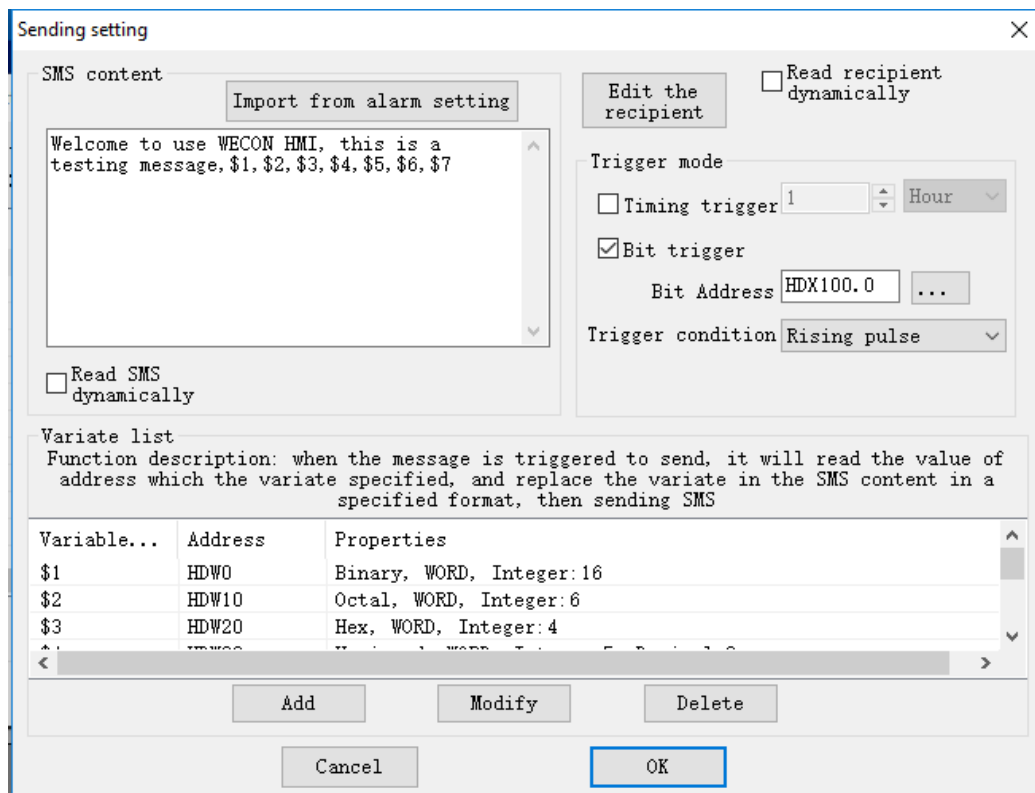 Sending setting
SMS content
Import from alarm setting
Welcome to use WECON HMI, this is a
testing message,$1,$2,$3,$4,$5,$6,$7
Read SMS
dynamically
Edit the
recipient
Read recipient
dynamically
Trigger mode
Timing trigger 1 Hour
Bit trigger
Bit Address HDX100.0 ...
Trigger condition Rising pulse
Variate list
Function description: when the message is triggered to send, it will read the value of
address which the variate specified, and replace the variate in the SMS content in a
specified format, then sending SMS
Variable... Address Properties
$1 HDW0 Binary, WORD, Integer:16
$2 HDW10 Octal, WORD, Integer:6
$3 HDW20 Hex, WORD, Integer:4
Add Modify Delete
Cancel OK